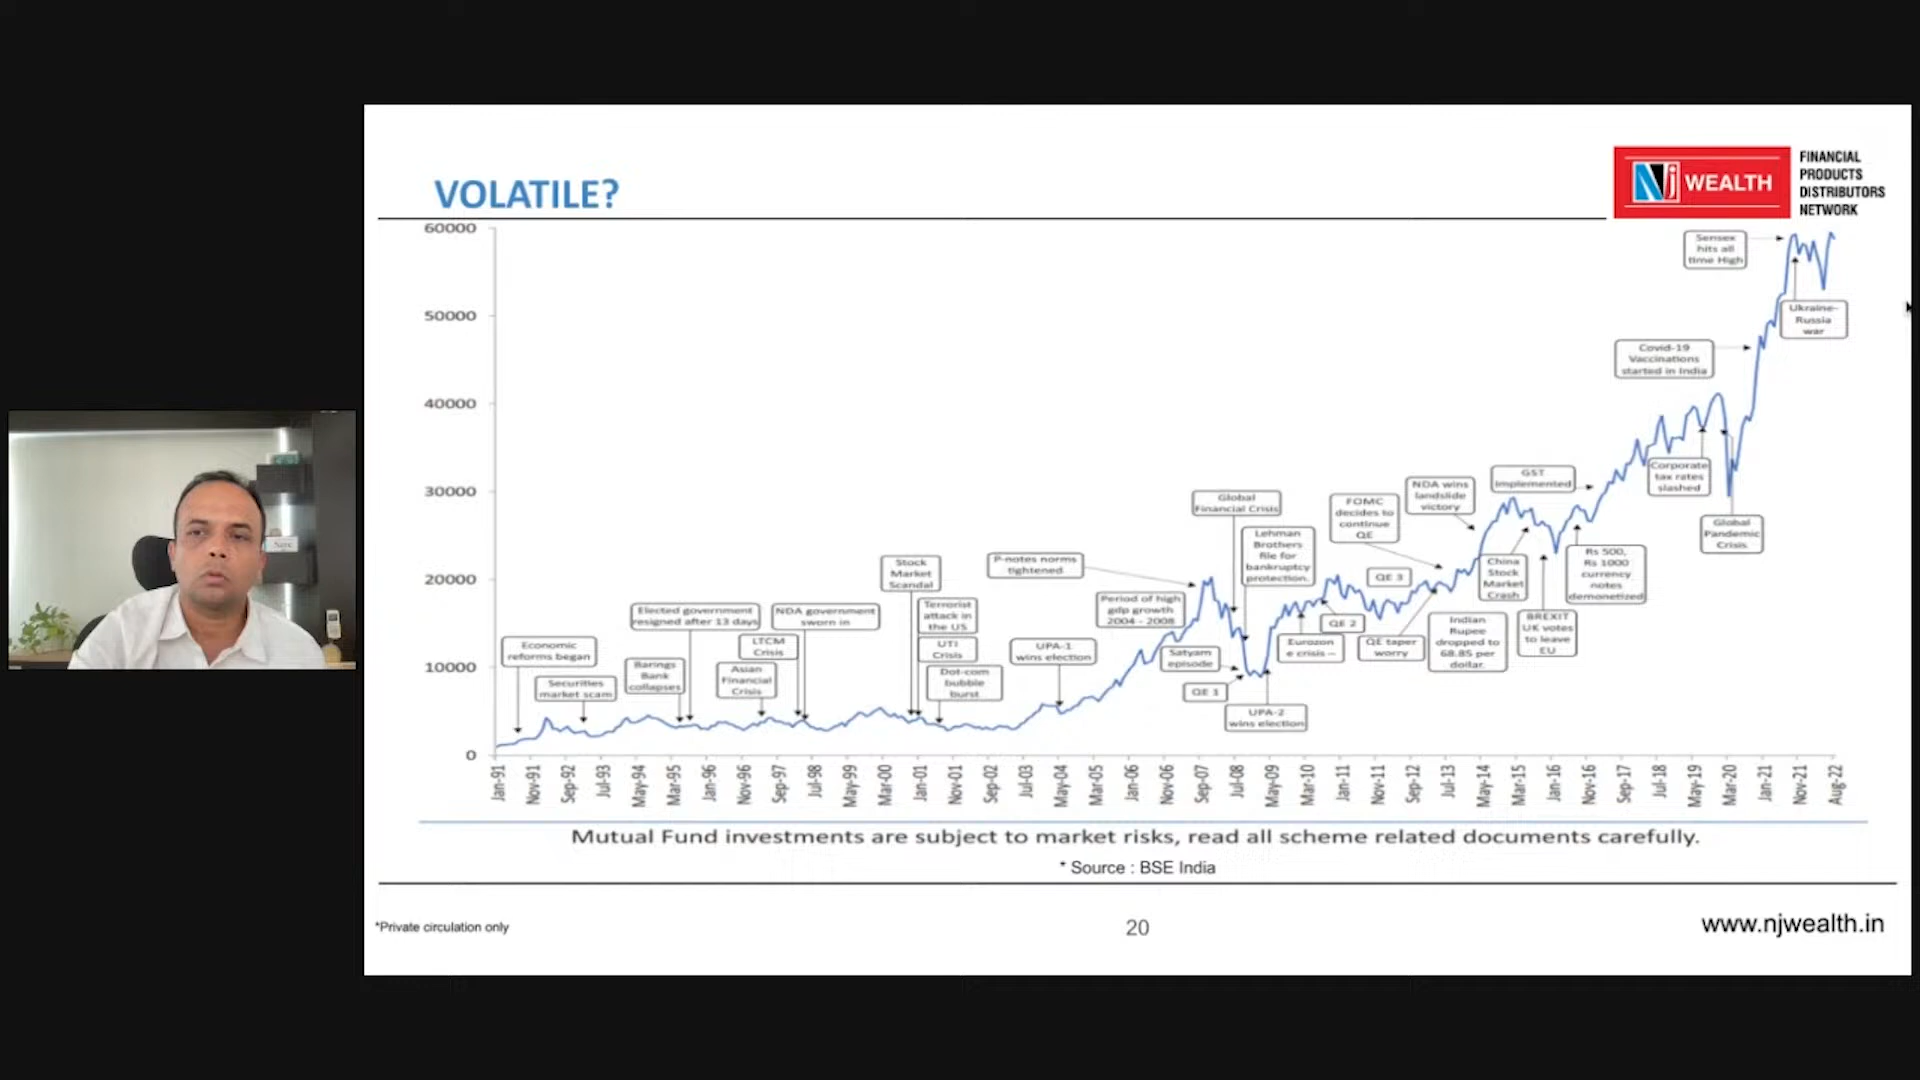 VOLATILE?
NJ WEALTH
FINANCIAL
PRODUCTS
DISTRIBUTORS
NETWORK
60000
50000
40000
30000
20000
10000
0
Economic
reforms began
Securities
market scam
Elected government
resigned after 13 days
Barings
Bank
collapses
NDA government
sworn in
LTCM
Crisis
Asian
Financial
Crisis
Stock
Market
Scandal
Terrorist
attack in
the US
UTI
Crisis
Dot-com
bubble
burst
P-notes norms
tightened
UPA-1
wins election
Period of high
gdp growth
2004 - 2008
Satyam
episode
QE 1
Global
Financial Crisis
Lehman
Brothers
file for
bankruptcy
protection.
UPA-2
wins election
Eurozon
e crisis –
QE 2
FOMC
decides to
continue
QE
QE 3
QE taper
worry
NDA wins
landslide
victory
Indian
Rupee
dropped to
68.85 per
dollar.
GST
Implemented
China
Stock
Market
Crash
BREXIT
UK votes
to leave
EU
Rs 500,
Rs 1000
currency
notes
demonetized
Corporate
tax rates
slashed
Global
Pandemic
Crisis
Covid-19
Vaccinations
started in India
Sensex
hits all
time High
Ukraine-
Russia
war
Jan-91
Nov-91
Sep-92
Jul-93
May-94
Mar-95
Jan-96
Nov-96
Sep-97
Jul-98
May-99
Mar-00
Jan-01
Nov-01
Sep-02
Jul-03
May-04
Mar-05
Jan-06
Nov-06
Sep-07
Jul-08
May-09
Mar-10
Jan-11
Nov-11
Sep-12
Jul-13
May-14
Mar-15
Jan-16
Nov-16
Sep-17
Jul-18
May-19
Mar-20
Jan-21
Nov-21
Aug-22
Mutual Fund investments are subject to market risks, read all scheme related documents carefully.
* Source : BSE India
*Private circulation only
20
www.njwealth.in